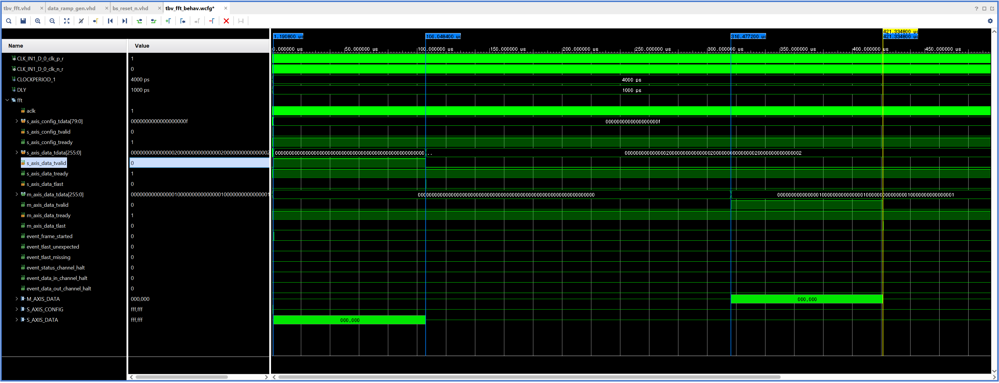 tbv_fft.vhd
data_ramp_gen.vhd
bs_reset_n.vhd
tbv_fft_behav.wcfg*
Name
Value
421.334800 us
1.190800 us
106.048400 us
316.477200 us
421.334800 us
0.000000 us
50.000000 us
100.000000 us
150.000000 us
200.000000 us
250.000000 us
300.000000 us
350.000000 us
400.000000 us
450.000000 us
CLK_IN1_D_0_clk_p_r 1
CLK_IN1_D_0_clk_n_r 0
CLOCKPERIOD_1 4000 ps 4000 ps
DLY 1000 ps 1000 ps
fft
aclk 1
s_axis_config_tdata[79:0] 0000000000000000000f 0000000000000000000f
s_axis_config_tvalid 0
s_axis_config_tready 1
s_axis_data_tdata[255:0] 000000000000000200000000000000020000000000000002 000000000000000000000000000000000000000000000000000000 .. 0000000000000002000000000000000200000000000000020000000000000002
s_axis_data_tvalid 0
s_axis_data_tready 1
s_axis_data_tlast 0
m_axis_data_tdata[255:0] 000000000000000100000000000000010000000000000001 0000000000000000000000000000000000000000000000000000000000000000 0000000000000001000000000000000100000000000000010000000000000001
m_axis_data_tvalid 0
m_axis_data_tready 1
m_axis_data_tlast 0
event_frame_started 0
event_tlast_unexpected 0
event_tlast_missing 0
event_status_channel_halt 0
event_data_in_channel_halt 0
event_data_out_channel_halt 0
M_AXIS_DATA 000,000 000,000
S_AXIS_CONFIG fff,fff
S_AXIS_DATA fff,fff 000,000